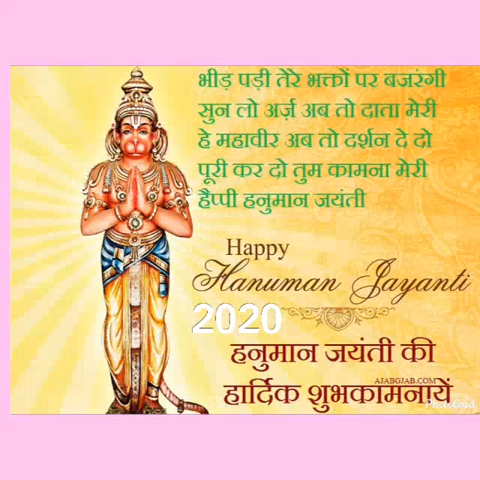 भीड़ पड़ी तेरे भक्तों पर बजरंगी
सुन लो अर्ज़ अब तो दाता मेरी
हे महावीर अब तो दर्शन दे दो
पूरी कर दो तुम कामना मेरी
हैप्पी हनुमान जयंती
Happy
Hanuman Jayanti
2020
हनुमान जयंती की
AJABGJAB.COM
हार्दिक शुभकामनायें
PhotoGrid